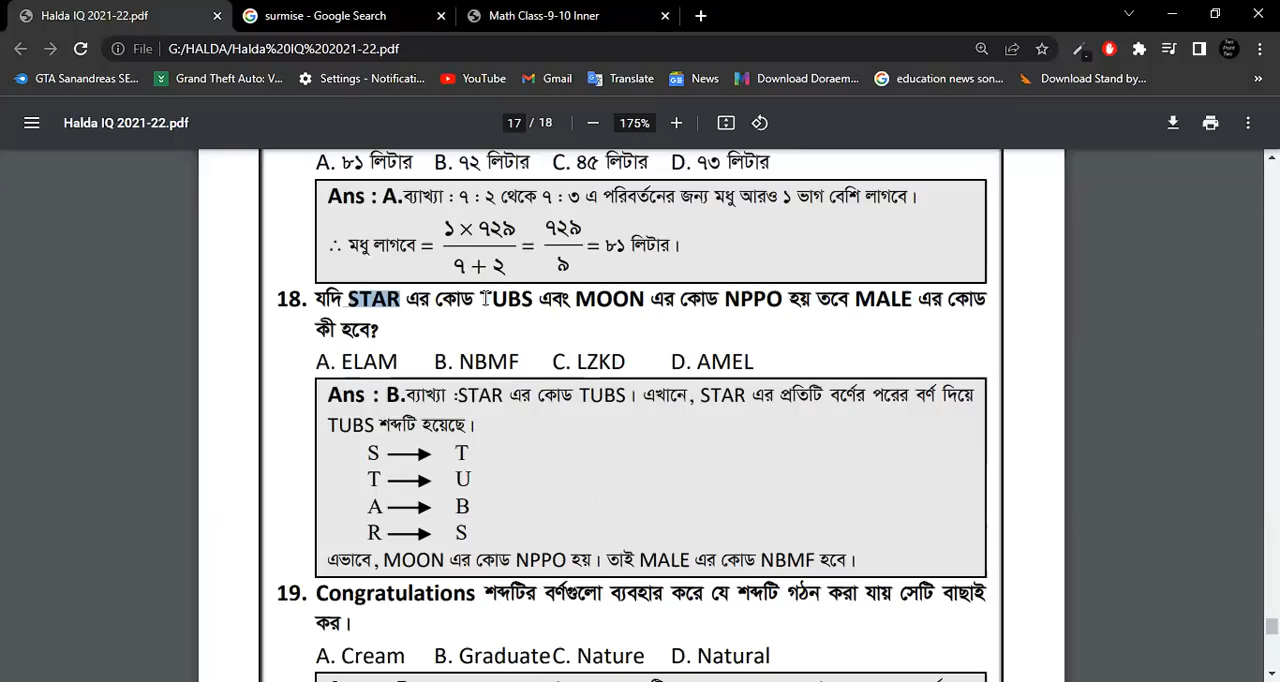 Halda IQ 2021-22.pdf
surmise - Google Search
Math Class-9-10 Inner
File G:/HALDA/Halda%20IQ%202021-22.pdf
GTA Sanandreas SE... Grand Theft Auto: V... Settings - Notificati... YouTube Gmail Translate News Download Doraem... education news son... Download Stand by... »
Halda IQ 2021-22.pdf 17 / 18 175%
A. ৮১ লিটার B. ৭২ লিটার C. ৪৫ লিটার D. ৭৩ লিটার
Ans : A.ব্যাখ্যা : ৭ : ২ থেকে ৭ : ৩ এ পরিবর্তনের জন্য মধু আরও ১ ভাগ বেশি লাগবে।
∴ মধু লাগবে = ১ × ৭২৯ / ৭ + ২ = ৭২৯ / ৯ = ৮১ লিটার।
18. যদি STAR এর কোড TUBS এবং MOON এর কোড NPPO হয় তবে MALE এর কোড
কী হবে?
A. ELAM B. NBMF C. LZKD D. AMEL
Ans : B.ব্যাখ্যা :STAR এর কোড TUBS। এখানে, STAR এর প্রতিটি বর্ণের পরের বর্ণ দিয়ে
TUBS শব্দটি হয়েছে।
S → T
T → U
A → B
R → S
এভাবে, MOON এর কোড NPPO হয়। তাই MALE এর কোড NBMF হবে।
19. Congratulations শব্দটির বর্ণগুলো ব্যবহার করে যে শব্দটি গঠন করা যায় সেটি বাছাই
কর।
A. Cream B. Graduate C. Nature D. Natural